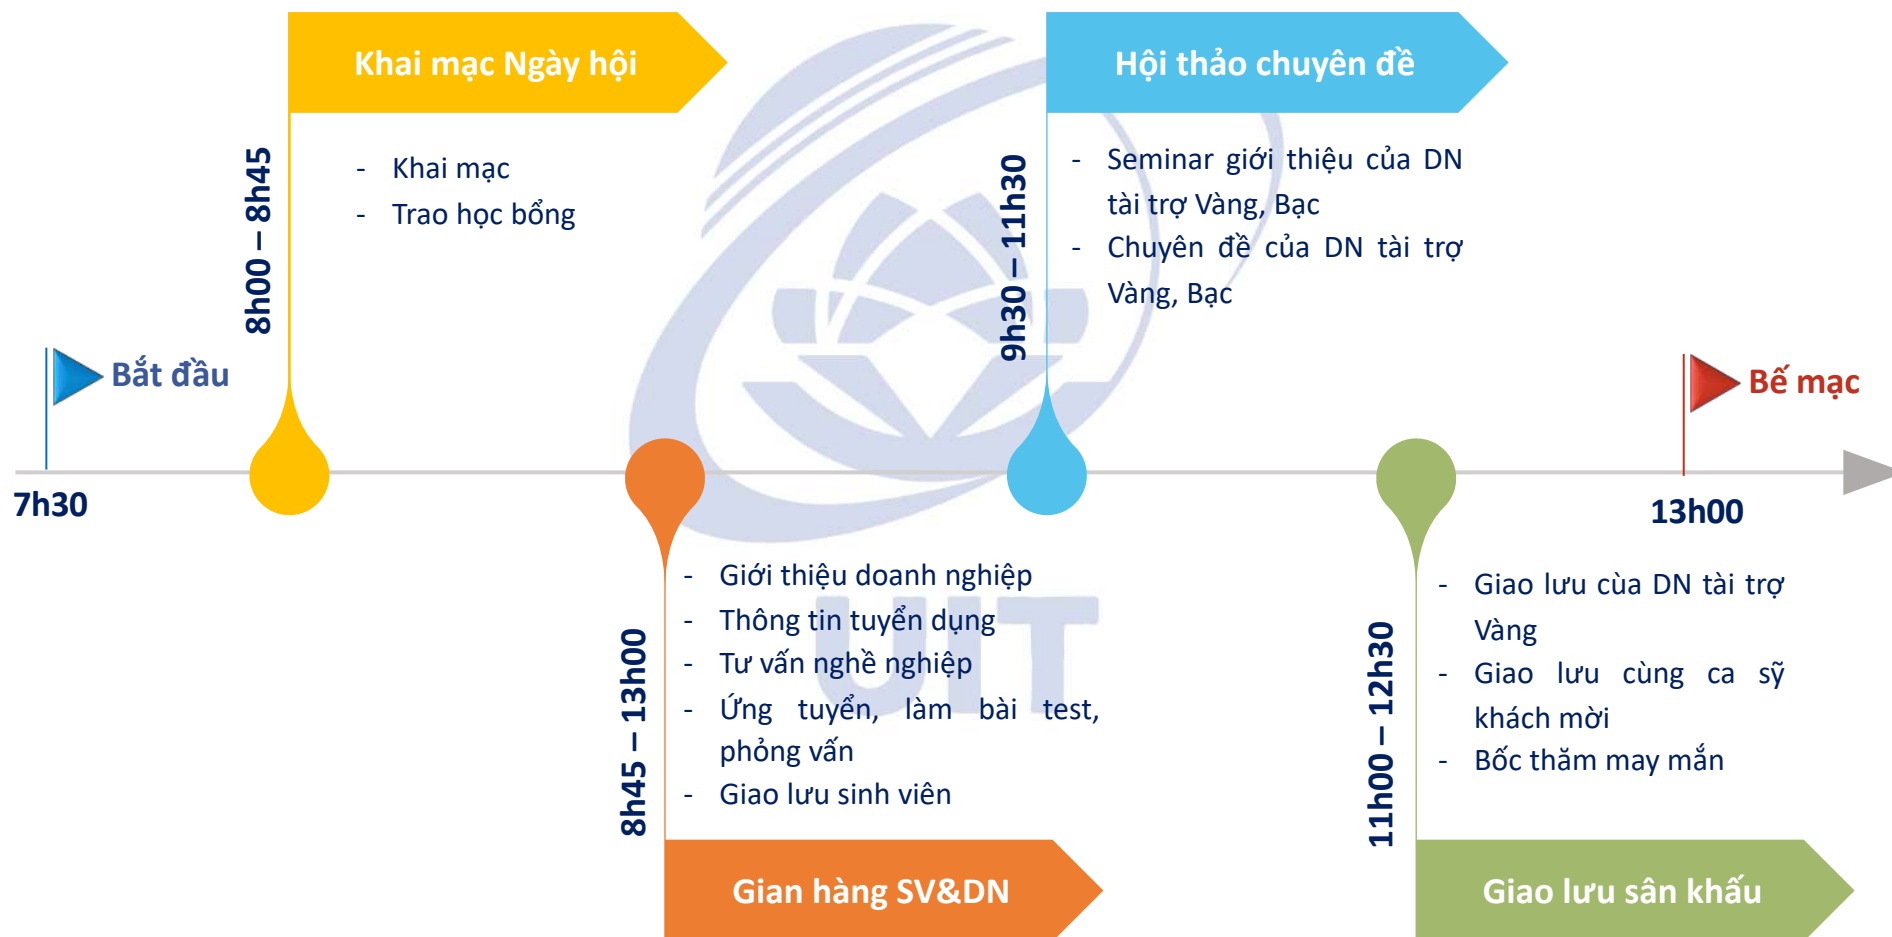 Khai mạc Ngày hội
8h00 – 8h45
- Khai mạc
- Trao học bổng
Hội thảo chuyên đề
9h30 – 11h30
- Seminar giới thiệu của DN
tài trợ Vàng, Bạc
- Chuyên đề của DN tài trợ
Vàng, Bạc
Bắt đầu
7h30
Bế mạc
13h00
UIT
8h45 – 13h00
- Giới thiệu doanh nghiệp
- Thông tin tuyển dụng
- Tư vấn nghề nghiệp
- Ứng tuyển, làm bài test,
phỏng vấn
- Giao lưu sinh viên
Gian hàng SV&DN
11h00 – 12h30
- Giao lưu cùa DN tài trợ
Vàng
- Giao lưu cùng ca sỹ
khách mời
- Bốc thăm may mắn
Giao lưu sân khấu